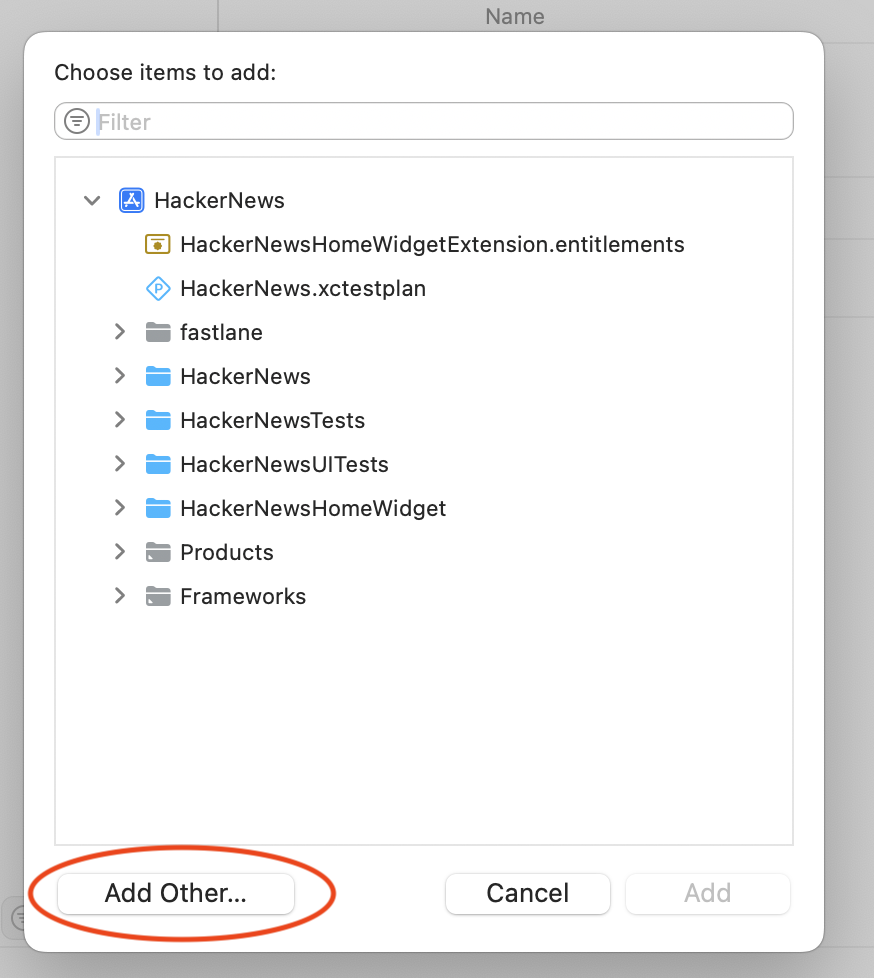 Name
Choose items to add:
Filter
HackerNews
HackerNewsHomeWidgetExtension.entitlements
HackerNews.xctestplan
fastlane
HackerNews
HackerNewsTests
HackerNewsUITests
HackerNewsHomeWidget
Products
Frameworks
Add Other...
Cancel
Add